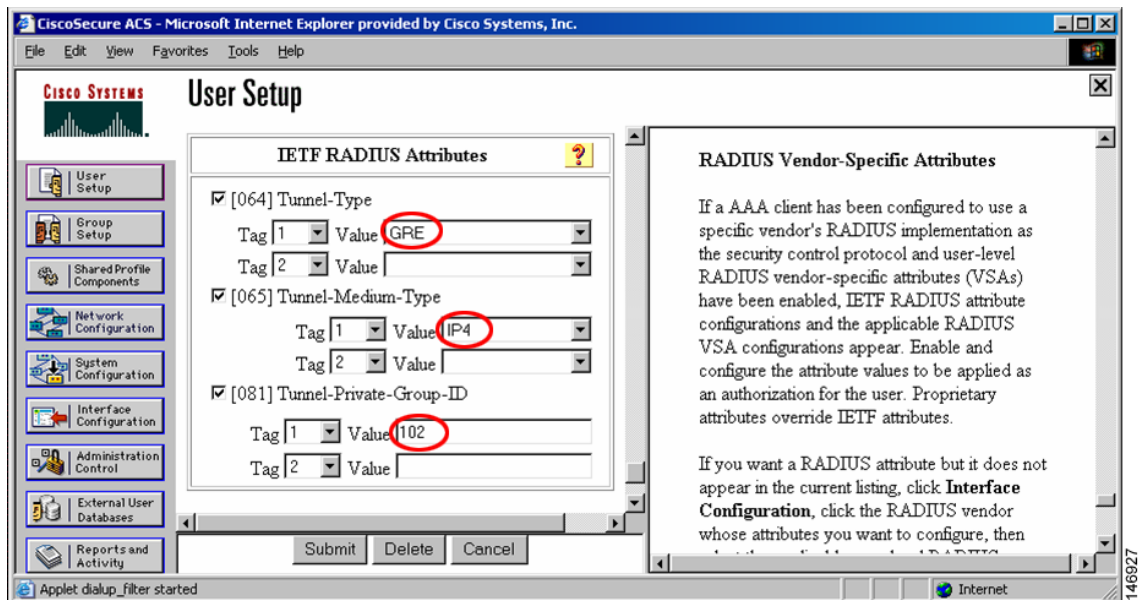 CiscoSecure ACS - Microsoft Internet Explorer provided by Cisco Systems, Inc.
File Edit View Favorites Tools Help
CISCO SYSTEMS
User Setup
User
Setup
Group
Setup
Shared Profile
Components
Network
Configuration
System
Configuration
Interface
Configuration
Administration
Control
External User
Databases
Reports and
Activity
IETF RADIUS Attributes ?
[064] Tunnel-Type
Tag 1 Value GRE
Tag 2 Value
[065] Tunnel-Medium-Type
Tag 1 Value IP4
Tag 2 Value
[081] Tunnel-Private-Group-ID
Tag 1 Value 102
Tag 2 Value
Submit Delete Cancel
RADIUS Vendor-Specific Attributes
If a AAA client has been configured to use a
specific vendor's RADIUS implementation as
the security control protocol and user-level
RADIUS vendor-specific attributes (VSAs)
have been enabled, IETF RADIUS attribute
configurations and the applicable RADIUS
VSA configurations appear. Enable and
configure the attribute values to be applied as
an authorization for the user. Proprietary
attributes override IETF attributes.
If you want a RADIUS attribute but it does not
appear in the current listing, click Interface
Configuration, click the RADIUS vendor
whose attributes you want to configure, then
Applet dialup_filter started
Internet
146927